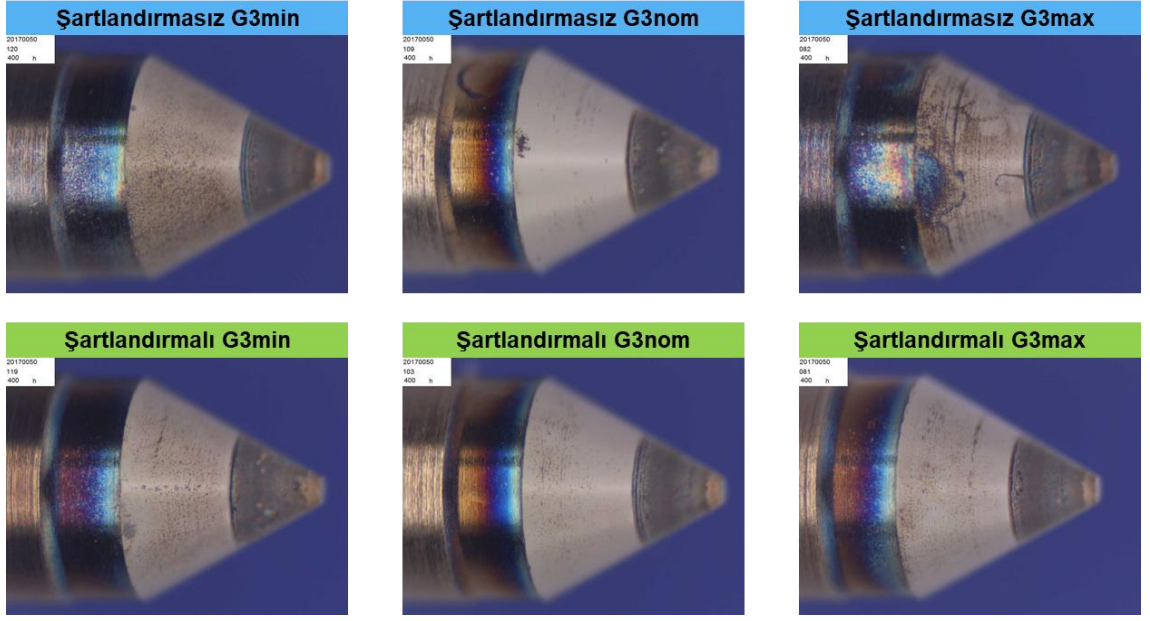 Şartlandırmasız G3min
Şartlandırmasız G3nom
Şartlandırmasız G3max
20170050
120
400 h
20170050
109
400 h
20170050
082
400 h
Şartlandırmalı G3min
Şartlandırmalı G3nom
Şartlandırmalı G3max
20170050
119
400 h
20170050
103
400 h
20170050
081
400 h